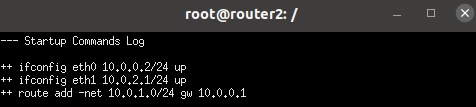 root@router2: /
--- Startup Commands Log
++ ifconfig eth0 10.0.0.2/24 up
++ ifconfig eth1 10.0.2.1/24 up
++ route add -net 10.0.1.0/24 gw 10.0.0.1